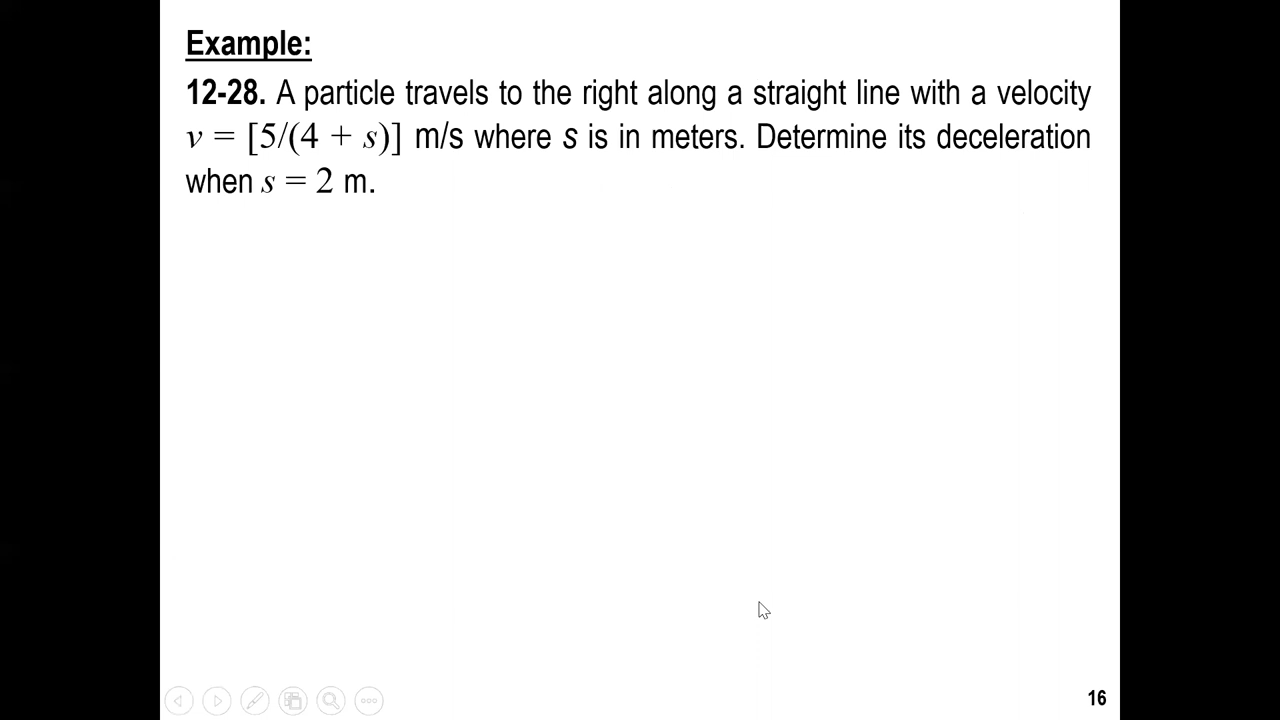 Example:
12-28. A particle travels to the right along a straight line with a velocity
v = [5/(4 + s)] m/s where s is in meters. Determine its deceleration
when s = 2 m.
16